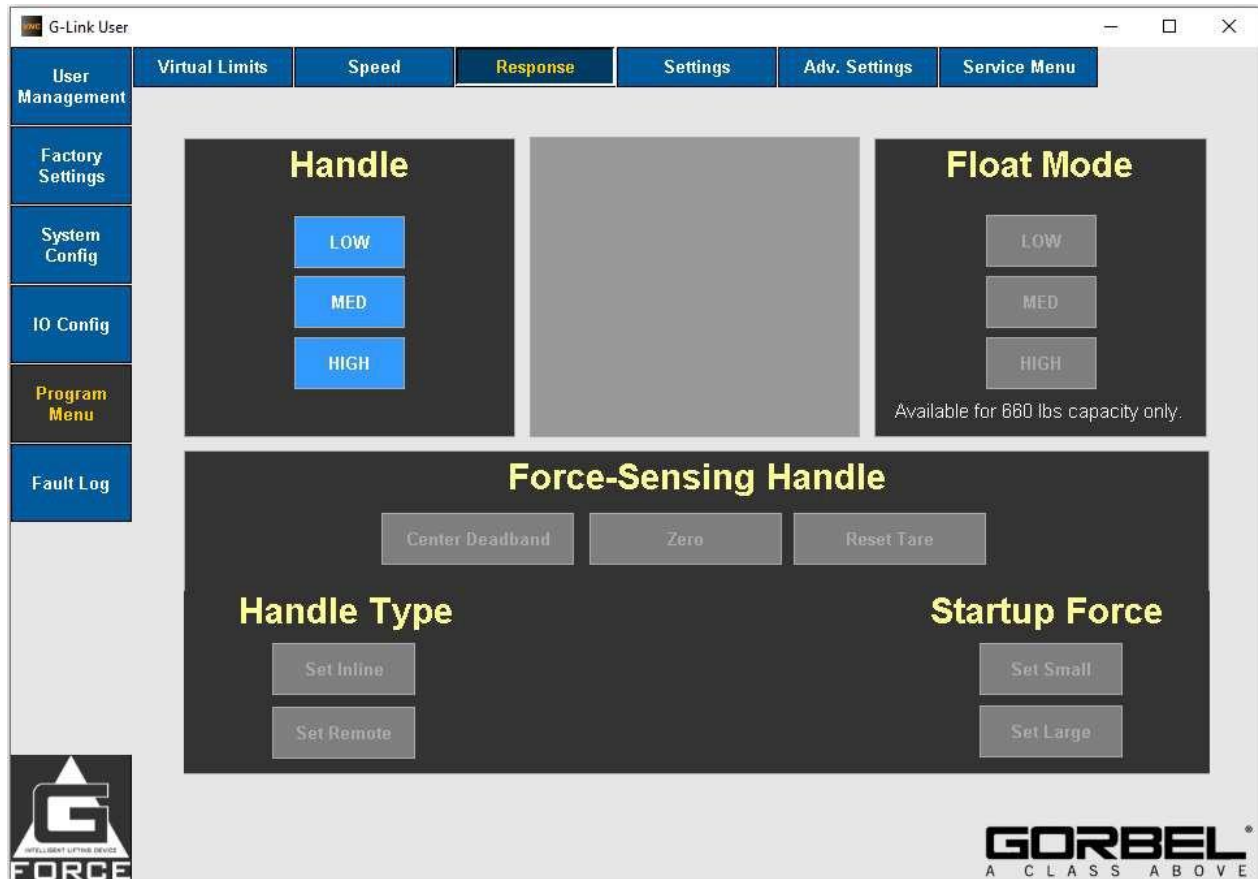 G-Link User
User
Management
Virtual Limits
Speed
Response
Settings
Adv. Settings
Service Menu
Factory
Settings
System
Config
IO Config
Program
Menu
Fault Log
Handle
LOW
MED
HIGH
Float Mode
LOW
MED
HIGH
Available for 660 lbs capacity only.
Force-Sensing Handle
Center Deadband
Zero
Reset Tare
Handle Type
Set Inline
Set Remote
Startup Force
Set Small
Set Large
G
INTELLIGENT LIFTING DEVICE
FORCE
GORBEL
A CLASS ABOVE